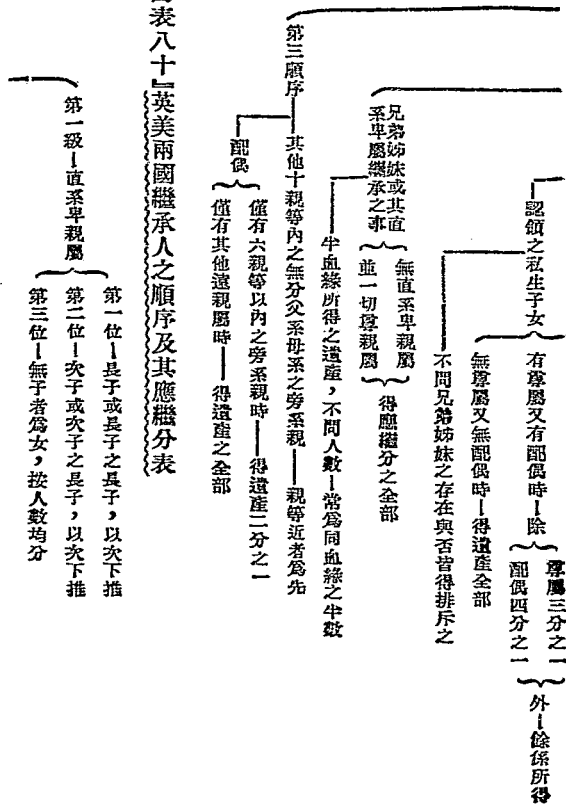 認領之私生子女
有尊屬又有配偶時—除
尊屬三分之一
配偶四分之一
外—餘係所得
無尊屬又無配偶時—得遺產全部
不問兄弟姊妹之存在與否皆得排斥之
兄弟姊妹或其直
系卑屬繼承之事
無直系卑親屬
並一切尊親屬
得應繼分之全部
半血緣所得之遺產,不問人數—常爲同血緣之半數
第三順序
其他十親等內之無分父系母系之旁系親——親等近者爲先
配偶
僅有六親等以內之旁系親時——得遺產二分之一
僅有其他遠親屬時——得遺產之全部
表八十』英美兩國繼承人之順序及其應繼分表
第一級—直系卑親屬
第一位—長子或長子之長子,以次下推
第二位—次子或次子之長子,以次下推
第三位—無子者爲女,按人數均分